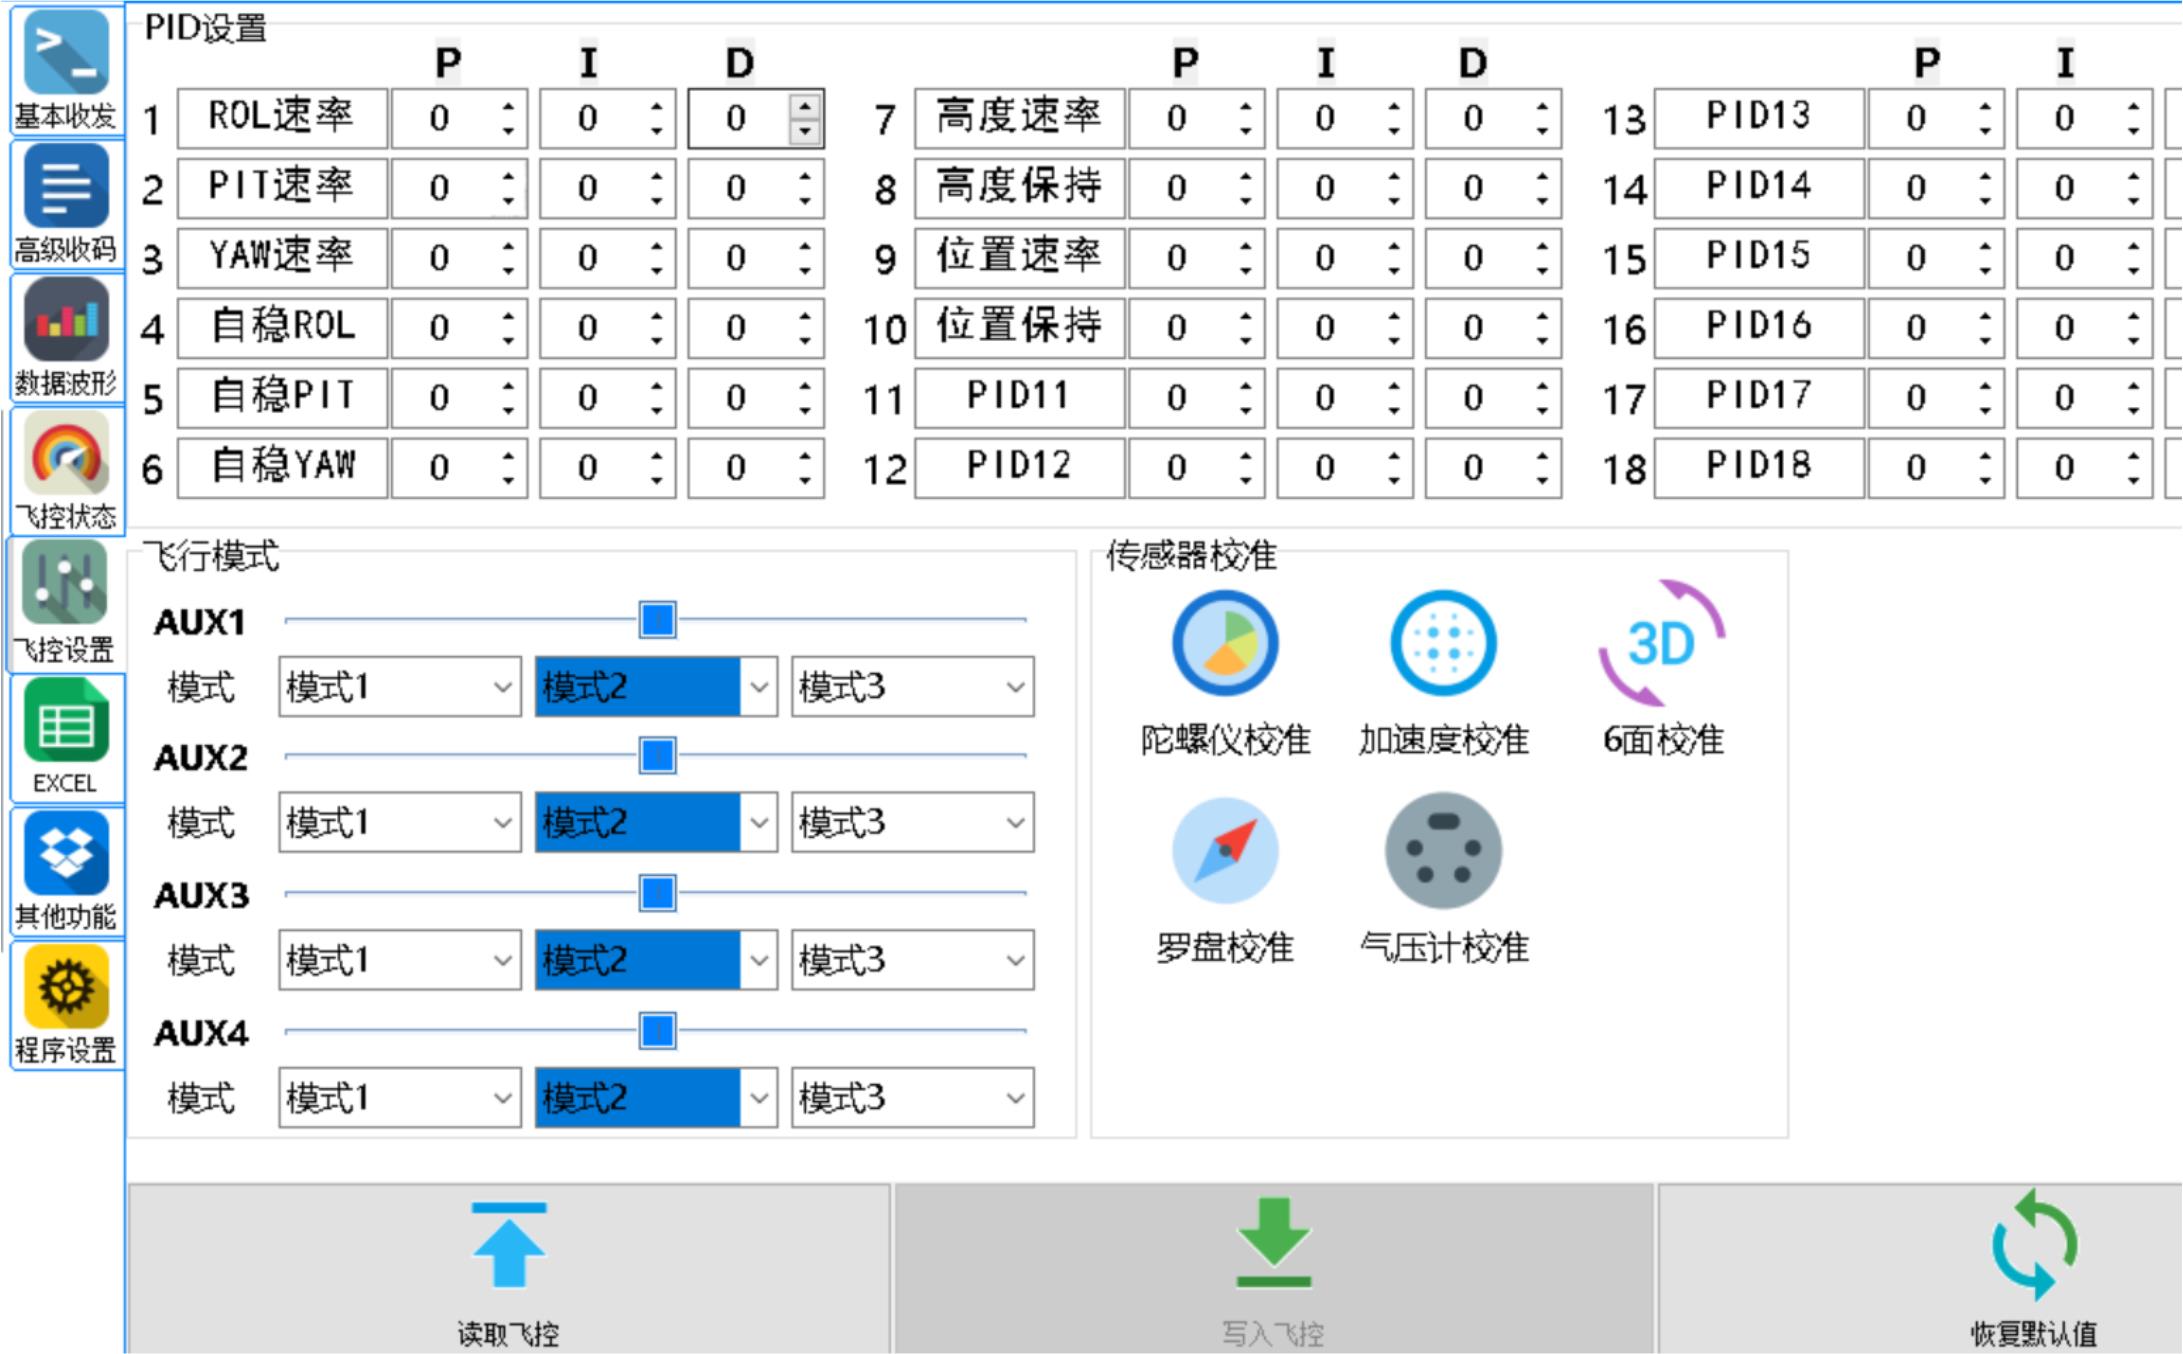 基本收发
高级收码
数据波形
飞控状态
飞控设置
EXCEL
其他功能
程序设置
PID设置
P I D P I D P I
1 ROL速率 0 0 0 7 高度速率 0 0 0 13 PID13 0 0
2 PIT速率 0 0 0 8 高度保持 0 0 0 14 PID14 0 0
3 YAW速率 0 0 0 9 位置速率 0 0 0 15 PID15 0 0
4 自稳ROL 0 0 0 10 位置保持 0 0 0 16 PID16 0 0
5 自稳PIT 0 0 0 11 PID11 0 0 0 17 PID17 0 0
6 自稳YAW 0 0 0 12 PID12 0 0 0 18 PID18 0 0
飞行模式
AUX1
模式 模式1 模式2 模式3
AUX2
模式 模式1 模式2 模式3
AUX3
模式 模式1 模式2 模式3
AUX4
模式 模式1 模式2 模式3
传感器校准
3D
陀螺仪校准 加速度校准 6面校准
罗盘校准 气压计校准
读取飞控 写入飞控 恢复默认值